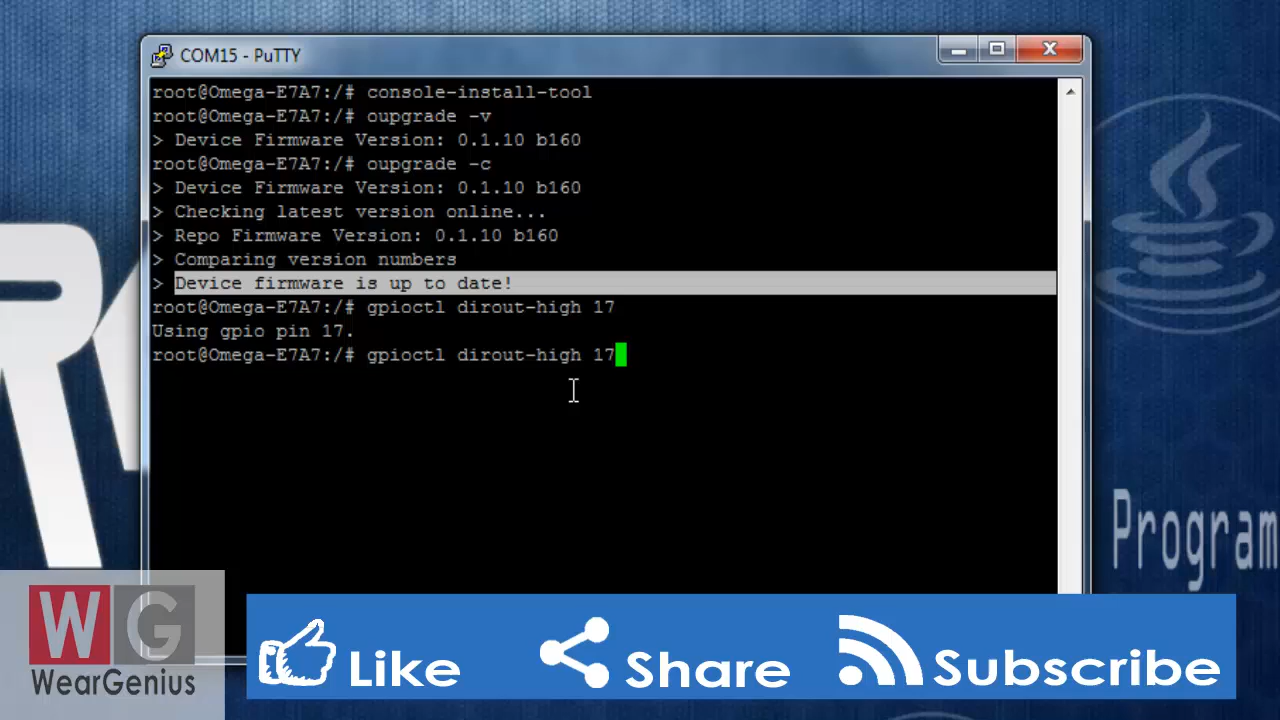 COM15 - PuTTY
root@Omega-E7A7:/# console-install-tool
root@Omega-E7A7:/# oupgrade -v
> Device Firmware Version: 0.1.10 b160
root@Omega-E7A7:/# oupgrade -c
> Device Firmware Version: 0.1.10 b160
> Checking latest version online...
> Repo Firmware Version: 0.1.10 b160
> Comparing version numbers
> Device firmware is up to date!
root@Omega-E7A7:/# gpioctl dirout-high 17
Using gpio pin 17.
root@Omega-E7A7:/# gpioctl dirout-high 17
Program
WG
WearGenius
Like
Share
Subscribe